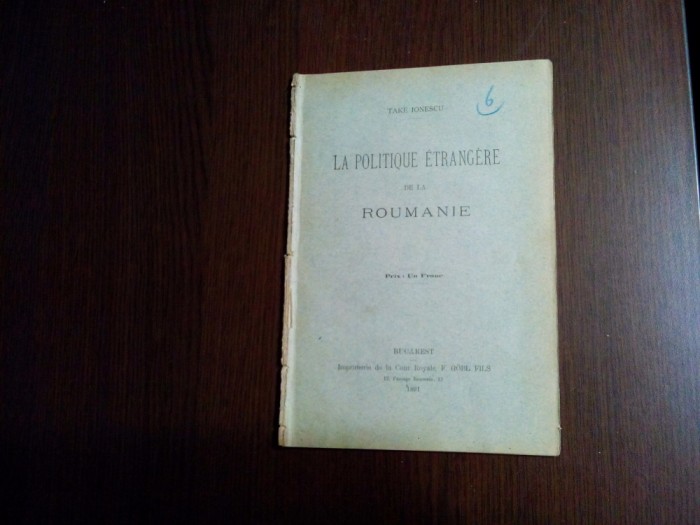 TAKE IONESCU
6
LA POLITIQUE ÉTRANGÈRE
DE LA
ROUMANIE
Prix : Un Franc
BUCAREST
Imprimerie de la Cour Royale, F. GÖBL FILS
Passage
1891